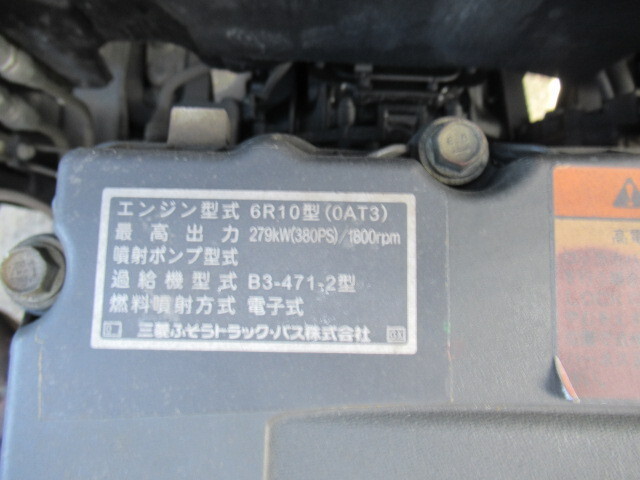 エンジン型式 6R10型(0AT3)
最高出力 279kW(380PS)/1800rpm
噴射ポンプ型式
過給機型式 B3-471-2型
燃料噴射方式 電子式
三菱ふそうトラック・バス株式会社